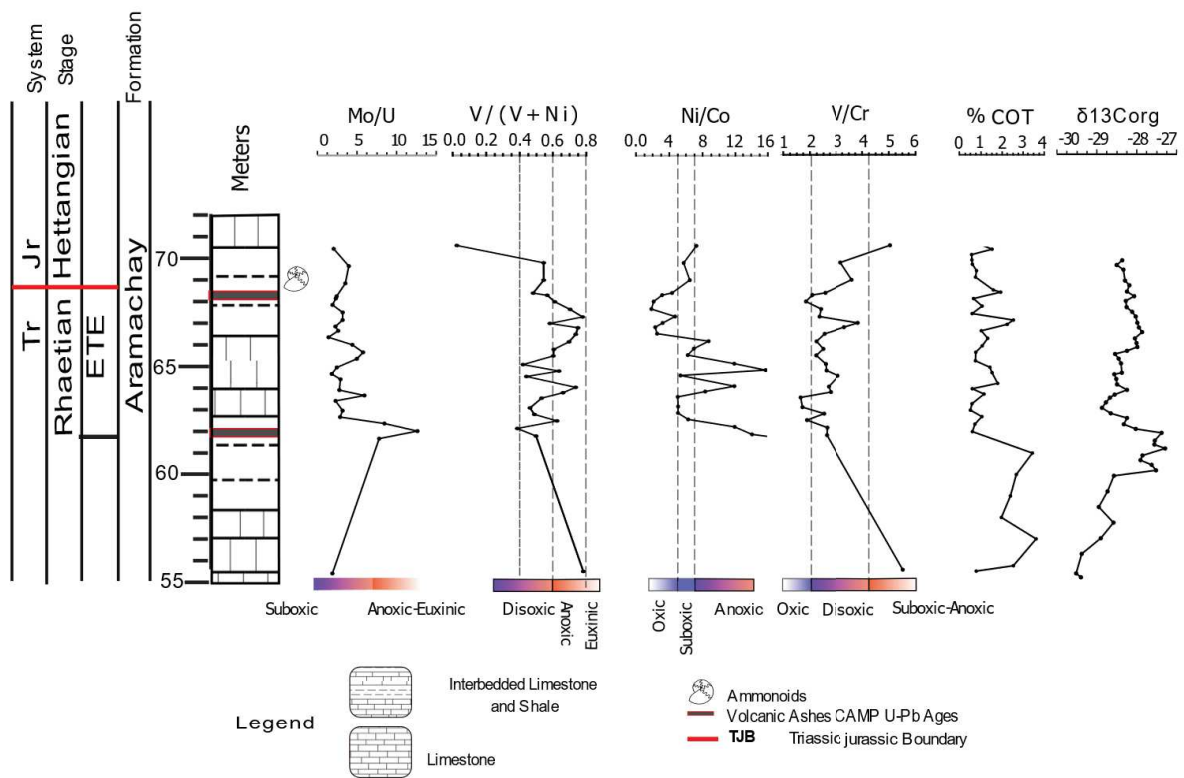 System
Stage
Formation
Jr
Tr
Hettangian
Rhaetian
ETE
Aramachay
Meters
70
65
60
55
Mo/U
0 5 10 15
V/(V+Ni)
0.0 0.2 0.4 0.6 0.8
Ni/Co
0.0 4 8 12 16
V/Cr
1 2 3 4 5 6
% COT
0 1 2 3 4
δ13Corg
-30 -29 -28 -27
Suboxic Anoxic-Euxinic
Disoxic Anoxic Euxinic
Oxic Suboxic Anoxic
Oxic Disoxic Suboxic-Anoxic
Legend
Interbedded Limestone
and Shale
Limestone
Ammonoids
Volcanic Ashes CAMP U-Pb Ages
TJB Triassic jurassic Boundary